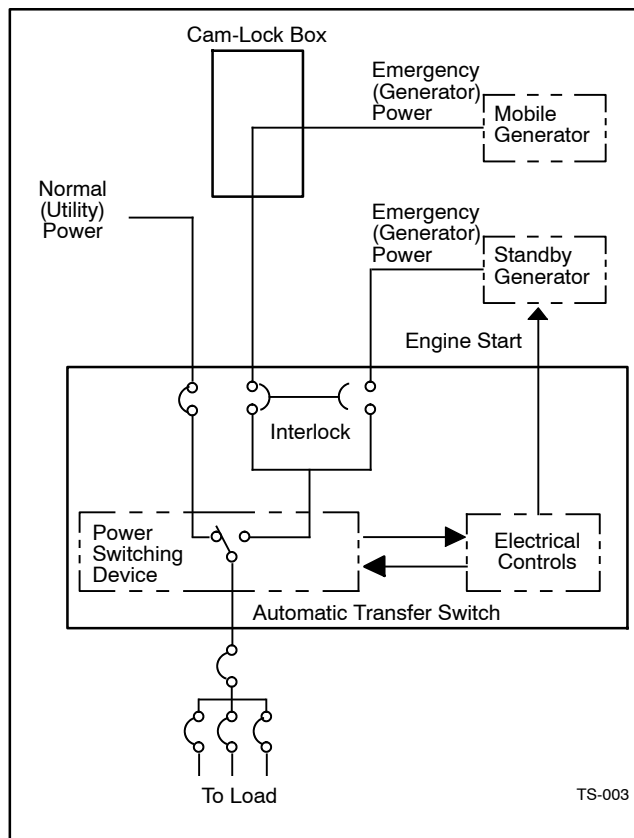 Cam-Lock Box
Emergency
(Generator)
Power
Mobile
Generator
Normal
(Utility)
Power
Emergency
(Generator)
Power
Standby
Generator
Engine Start
Interlock
Power
Switching
Device
Electrical
Controls
Automatic Transfer Switch
To Load
TS-003